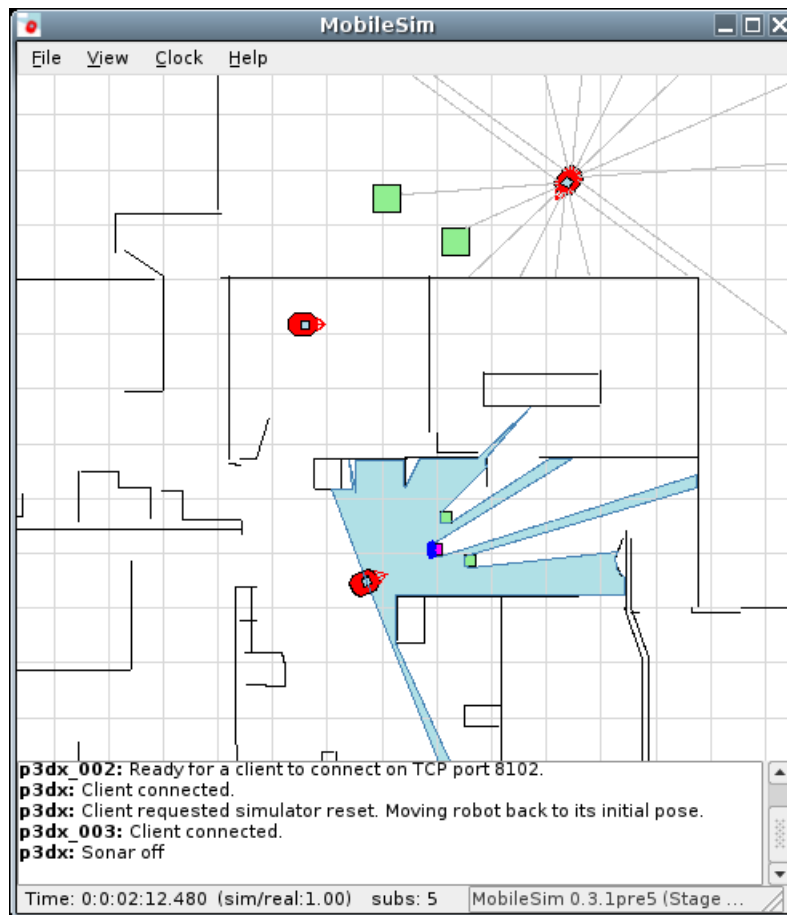 MobileSim
File View Clock Help
p3dx_002: Ready for a client to connect on TCP port 8102.
p3dx: Client connected.
p3dx: Client requested simulator reset. Moving robot back to its initial pose.
p3dx_003: Client connected.
p3dx: Sonar off
Time: 0:0:02:12.480 (sim/real:1.00) subs: 5 MobileSim 0.3.1pre5 (Stage ...